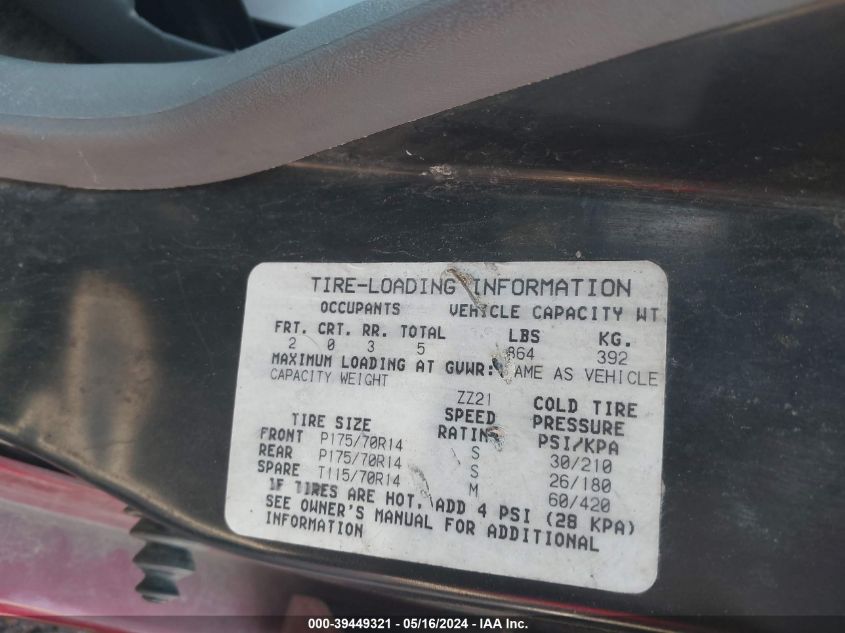 TIRE-LOADING INFORMATION
OCCUPANTS VEHICLE CAPACITY WT
FRT. CRT. RR. TOTAL LBS KG.
2 0 3 5 864 392
MAXIMUM LOADING AT GVWR: AME AS VEHICLE
CAPACITY WEIGHT
ZZ21
TIRE SIZE SPEED RATING COLD TIRE PRESSURE PSI/KPA
FRONT P175/70R14 S 30/210
REAR P175/70R14 S 26/180
SPARE T115/70R14 M 60/420
IF TIRES ARE HOT, ADD 4 PSI (28 KPA)
SEE OWNER'S MANUAL FOR ADDITIONAL
INFORMATION
000-39449321 - 05/16/2024 - IAA Inc.